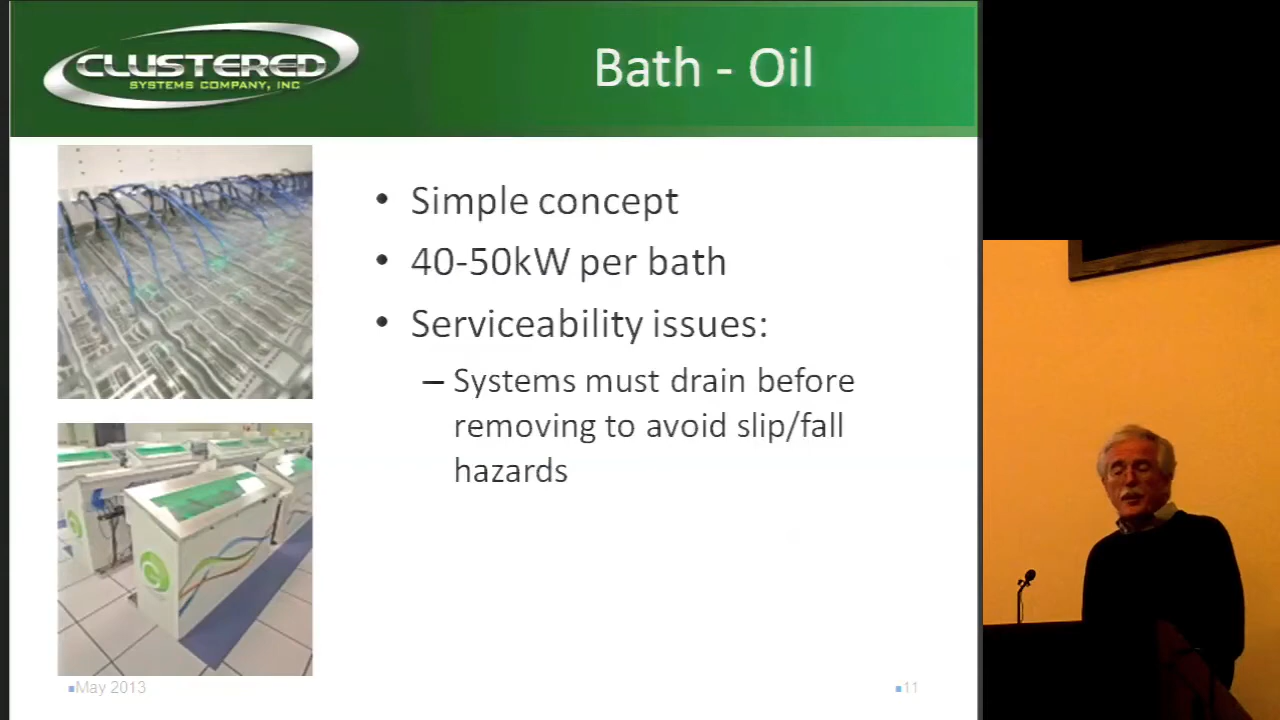 CLUSTERED
SYSTEMS COMPANY, INC
Bath - Oil
• Simple concept
• 40-50kW per bath
• Serviceability issues:
– Systems must drain before
removing to avoid slip/fall
hazards
May 2013
11